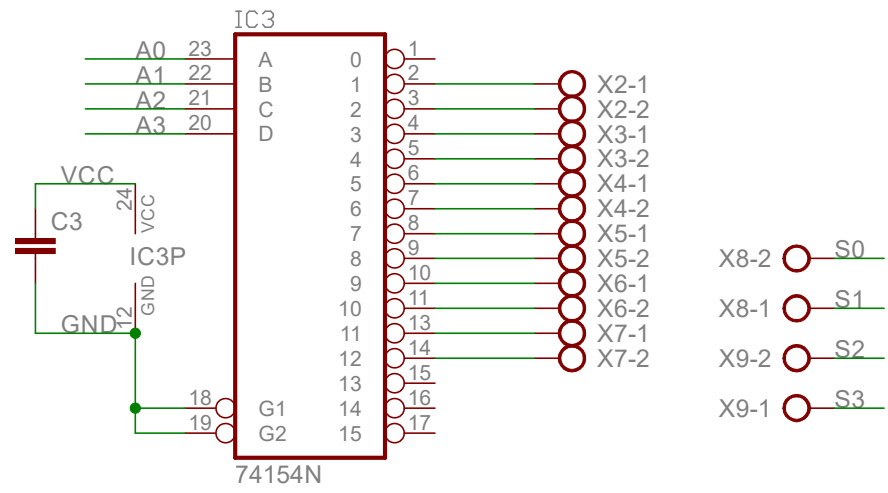 IC3
A0 23 A 0 1
A1 22 B 1 2 X2-1
A2 21 C 2 3 X2-2
A3 20 D 3 4 X3-1
4 5 X3-2
VCC 24 VCC 5 6 X4-1
C3 6 7 X4-2
7 8 X5-1
IC3P 8 9 X5-2 X8-2 S0
9 10 X6-1
GND 12 GND 10 11 X6-2 X8-1 S1
11 13 X7-1
12 14 X7-2 X9-2 S2
13 15
18 G1 14 16 X9-1 S3
19 G2 15 17
74154N